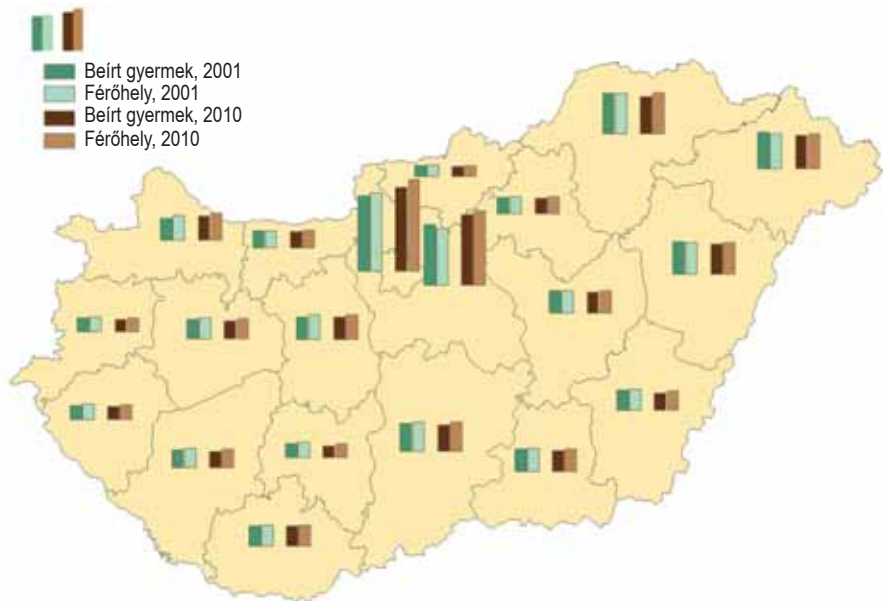 Beírt gyermek, 2001
Férőhely, 2001
Beírt gyermek, 2010
Férőhely, 2010